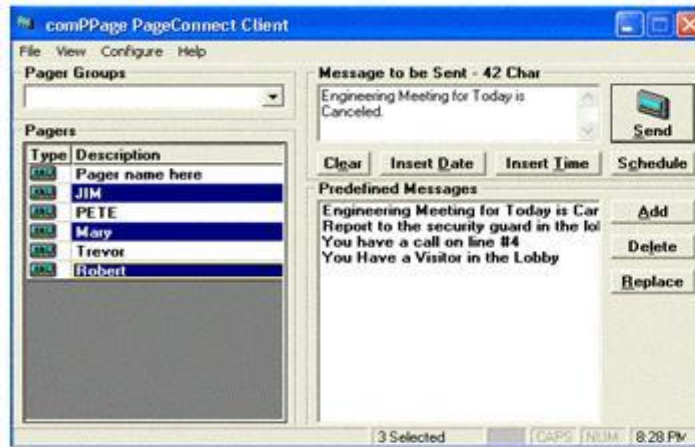 comPPage PageConnect Client
File View Configure Help
Pager Groups
Message to be Sent - 42 Char
Engineering Meeting for Today is
Canceled.
Send
Pagers
Type Description
Pager name here
JIM
PETE
Mary
Trevor
Robert
Clear Insert Date Insert Time Schedule
Predefined Messages
Engineering Meeting for Today is Car
Report to the security guard in the lol
You have a call on line #4
You Have a Visitor in the Lobby
Add
Delete
Replace
3 Selected CAPS NUM 8:28 PM